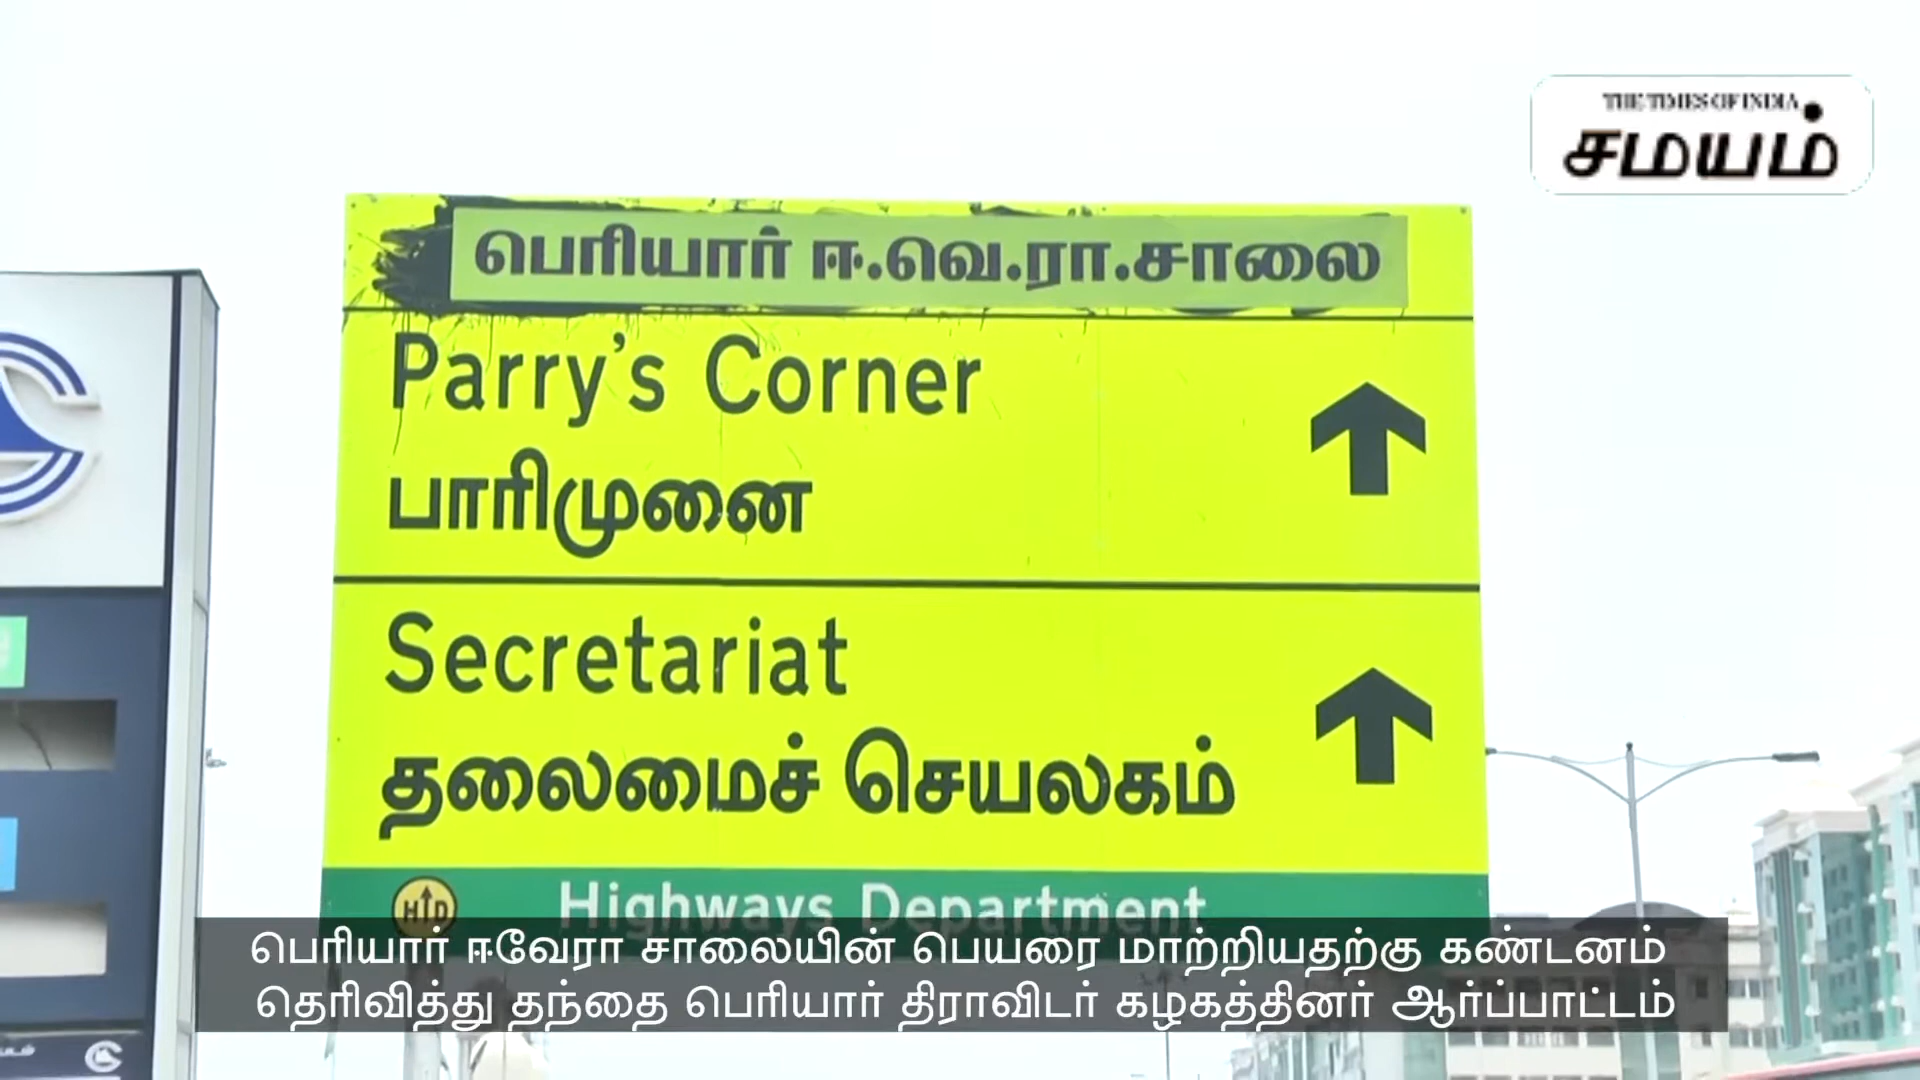 THE TIMES OF INDIA
சமயம்
பெரியார் ஈ.வெ.ரா.சாலை
Parry's Corner
பாரிமுனை
Secretariat
தலைமைச் செயலகம்
HD
Highways Department
பெரியார் ஈவேரா சாலையின் பெயரை மாற்றியதற்கு கண்டனம்
தெரிவித்து தந்தை பெரியார் திராவிடர் கழகத்தினர் ஆர்ப்பாட்டம்